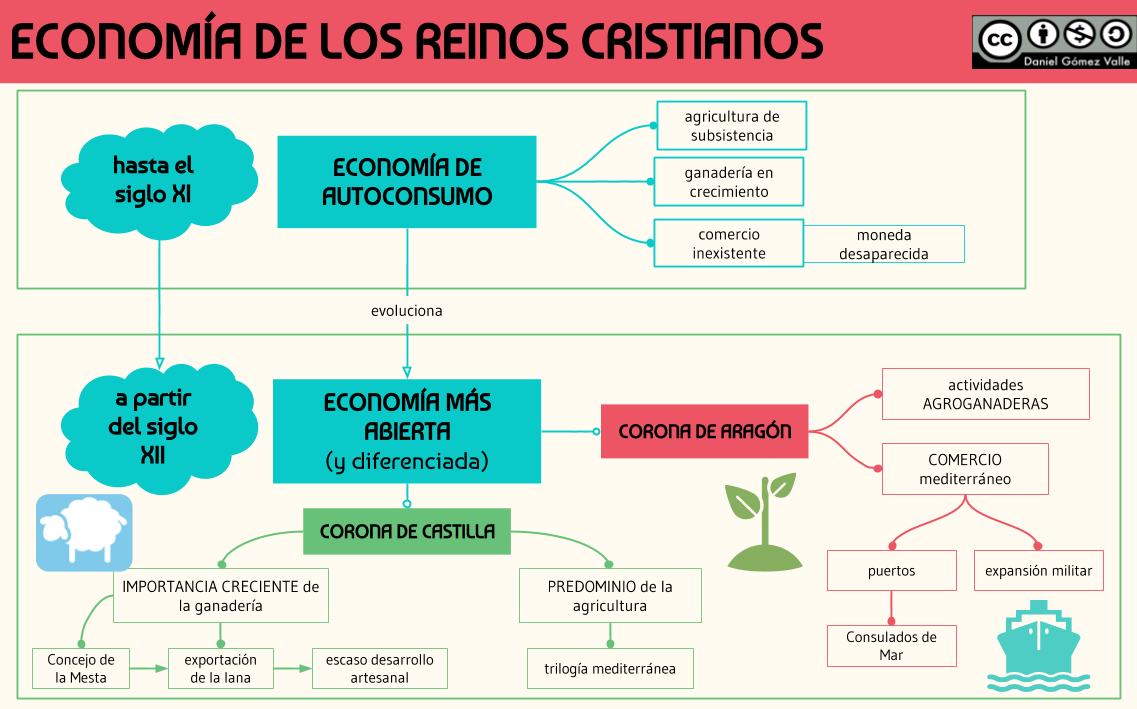 ECONOMÍA DE LOS REINOS CRISTIANOS
cc
Daniel Gómez Valle
hasta el
siglo XI
ECONOMÍA DE
AUTOCONSUMO
agricultura de
subsistencia
ganadería en
crecimiento
comercio
inexistente
moneda
desaparecida
evoluciona
a partir
del siglo
XII
ECONOMÍA MÁS
ABIERTA
(y diferenciada)
CORONA DE ARAGÓN
actividades
AGROGANADERAS
COMERCIO
mediterráneo
puertos
expansión militar
Consulados de
Mar
CORONA DE CASTILLA
IMPORTANCIA CRECIENTE de
la ganadería
PREDOMINIO de la
agricultura
Concejo de
la Mesta
exportación
de la lana
escaso desarrollo
artesanal
trilogía mediterránea